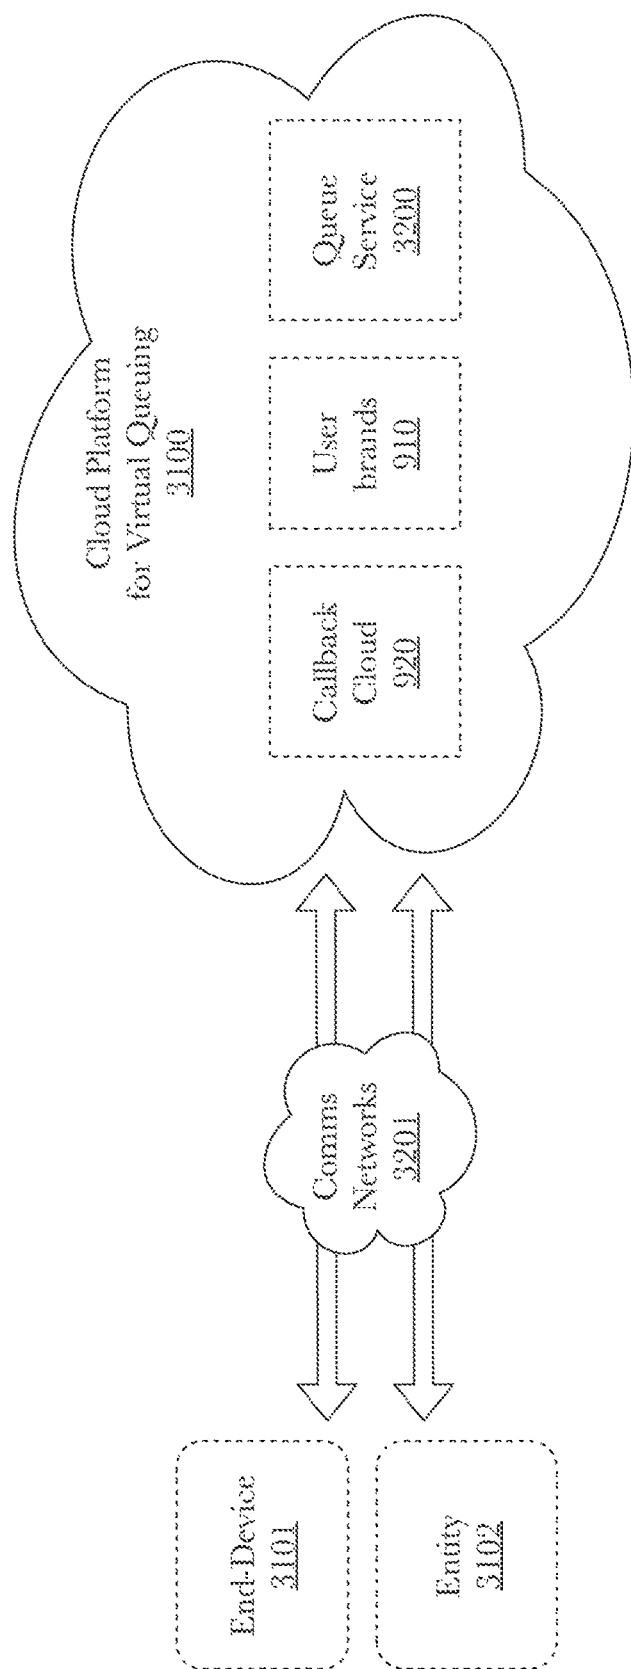 Cloud Platform
for Virtual Queuing
3100
Callback
Cloud
920
User
brands
910
Queue
Service
3200
Comms
Networks
3201
End-Device
3101
Entity
3102